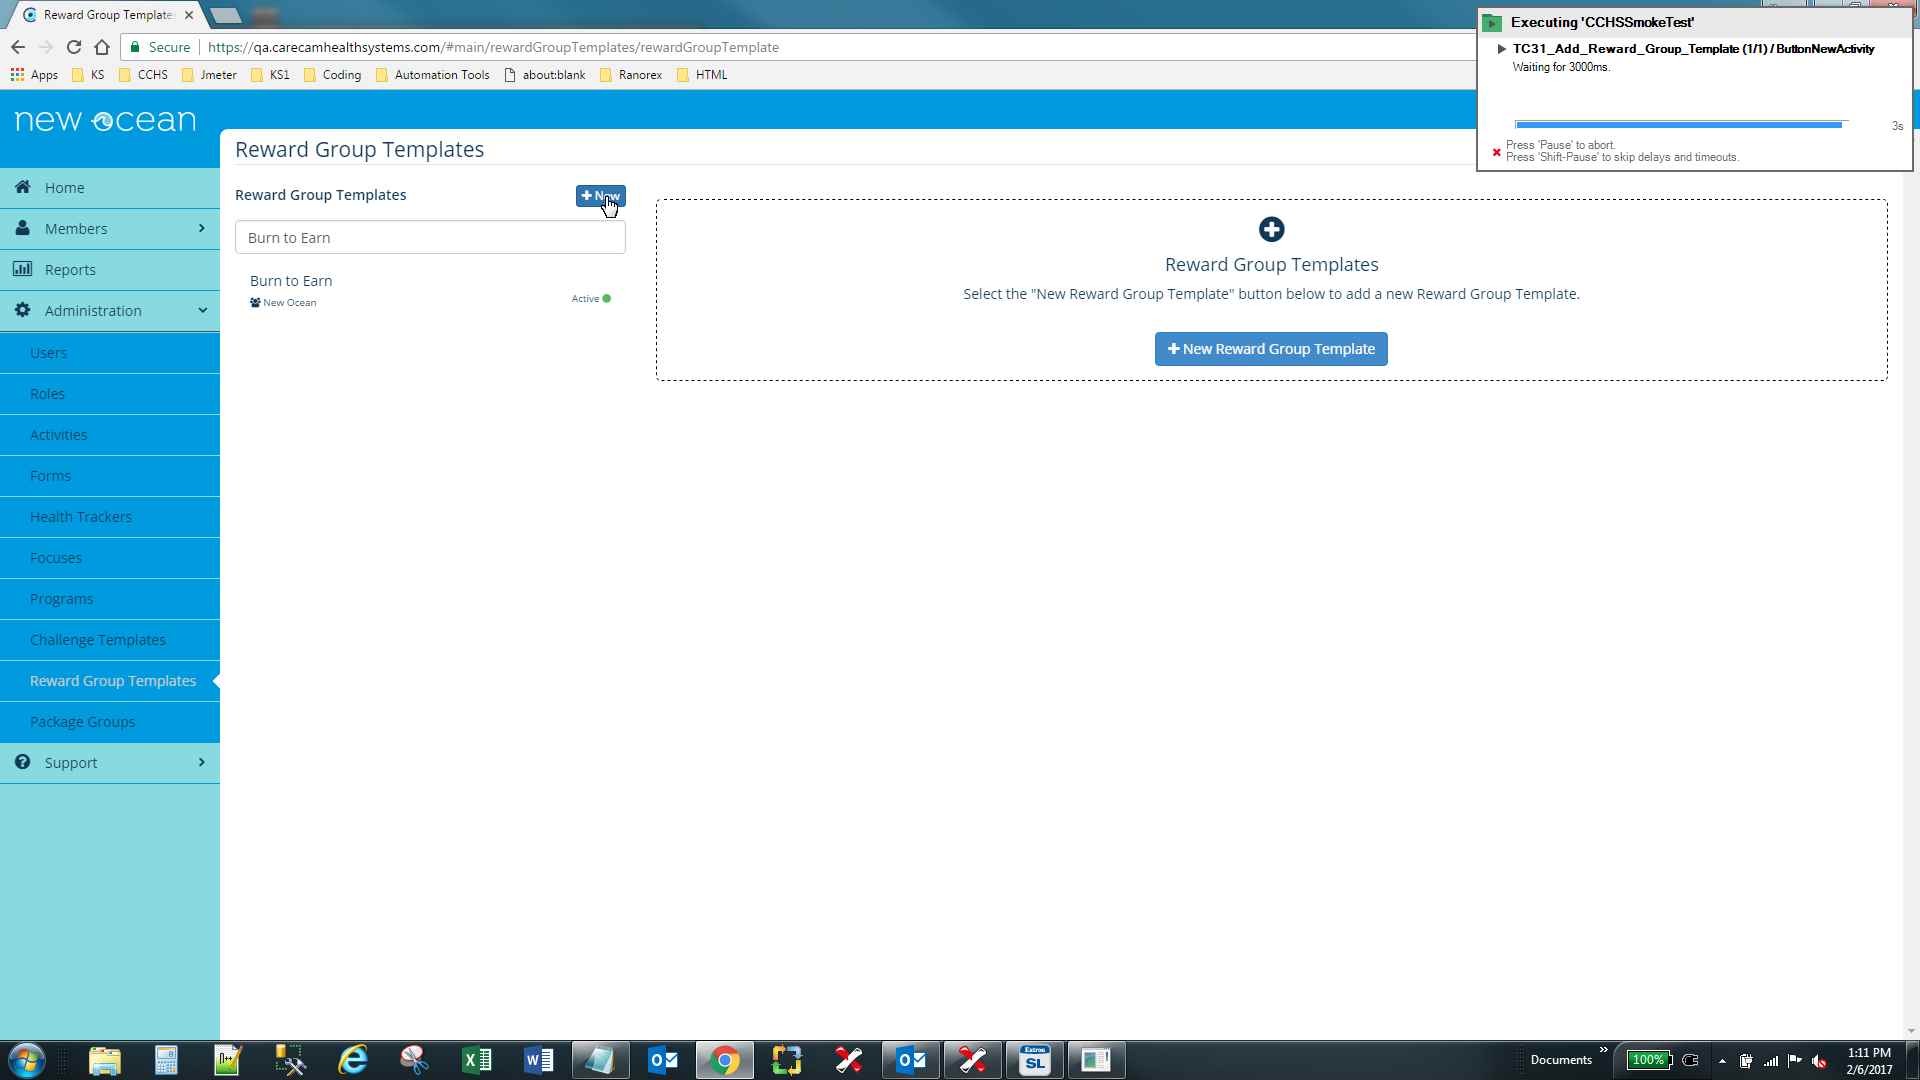 Reward Group Template
Secure
https://qa.carecamhealthsystems.com/#main/rewardGroupTemplates/rewardGroupTemplate
Apps KS CCHS Jmeter KS1 Coding Automation Tools about:blank Ranorex HTML
Executing 'CCHSSmokeTest'
TC31_Add_Reward_Group_Template (1/1) / ButtonNewActivity
Waiting for 3000ms.
3s
Press 'Pause' to abort.
Press 'Shift-Pause' to skip delays and timeouts.
new ocean
Home
Members
Reports
Administration
Users
Roles
Activities
Forms
Health Trackers
Focuses
Programs
Challenge Templates
Reward Group Templates
Package Groups
Support
Reward Group Templates
Reward Group Templates
New
Burn to Earn
Burn to Earn
New Ocean
Active
Reward Group Templates
Select the "New Reward Group Template" button below to add a new Reward Group Template.
New Reward Group Template
Extron
SL
Documents
100%
1:11 PM
2/6/2017